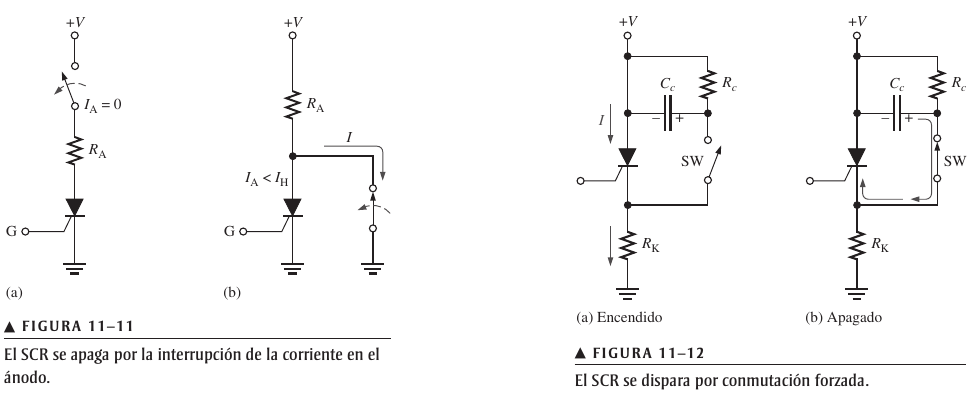 +V
I_A = 0
R_A
G
(a)
+V
R_A
I
I_A < I_H
G
(b)
▲ FIGURA 11–11
El SCR se apaga por la interrupción de la corriente en el
ánodo.
+V
C_c
R_c
– +
I
SW
R_K
(a) Encendido
+V
C_c
R_c
– +
SW
R_K
(b) Apagado
▲ FIGURA 11–12
El SCR se dispara por conmutación forzada.